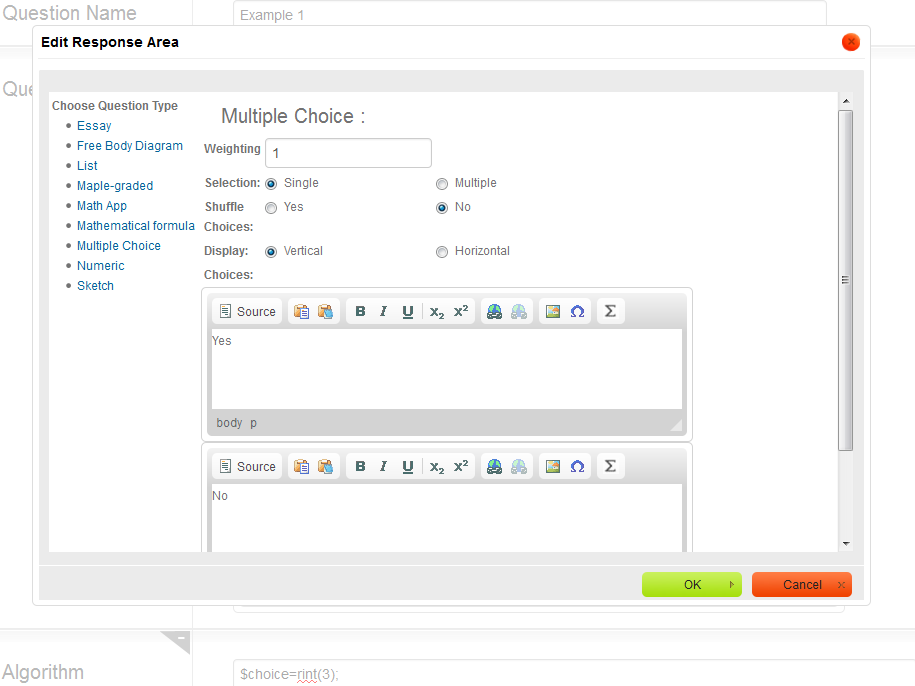 Question Name
Example 1
Edit Response Area
Que
Choose Question Type
Essay
Free Body Diagram
List
Maple-graded
Math App
Mathematical formula
Multiple Choice
Numeric
Sketch
Multiple Choice :
Weighting 1
Selection: Single Multiple
Shuffle Yes No
Choices:
Display: Vertical Horizontal
Choices:
Source B I U x₂ x² Ω Σ
Yes
body p
Source B I U x₂ x² Ω Σ
No
OK Cancel
Algorithm
$choice=rint(3);